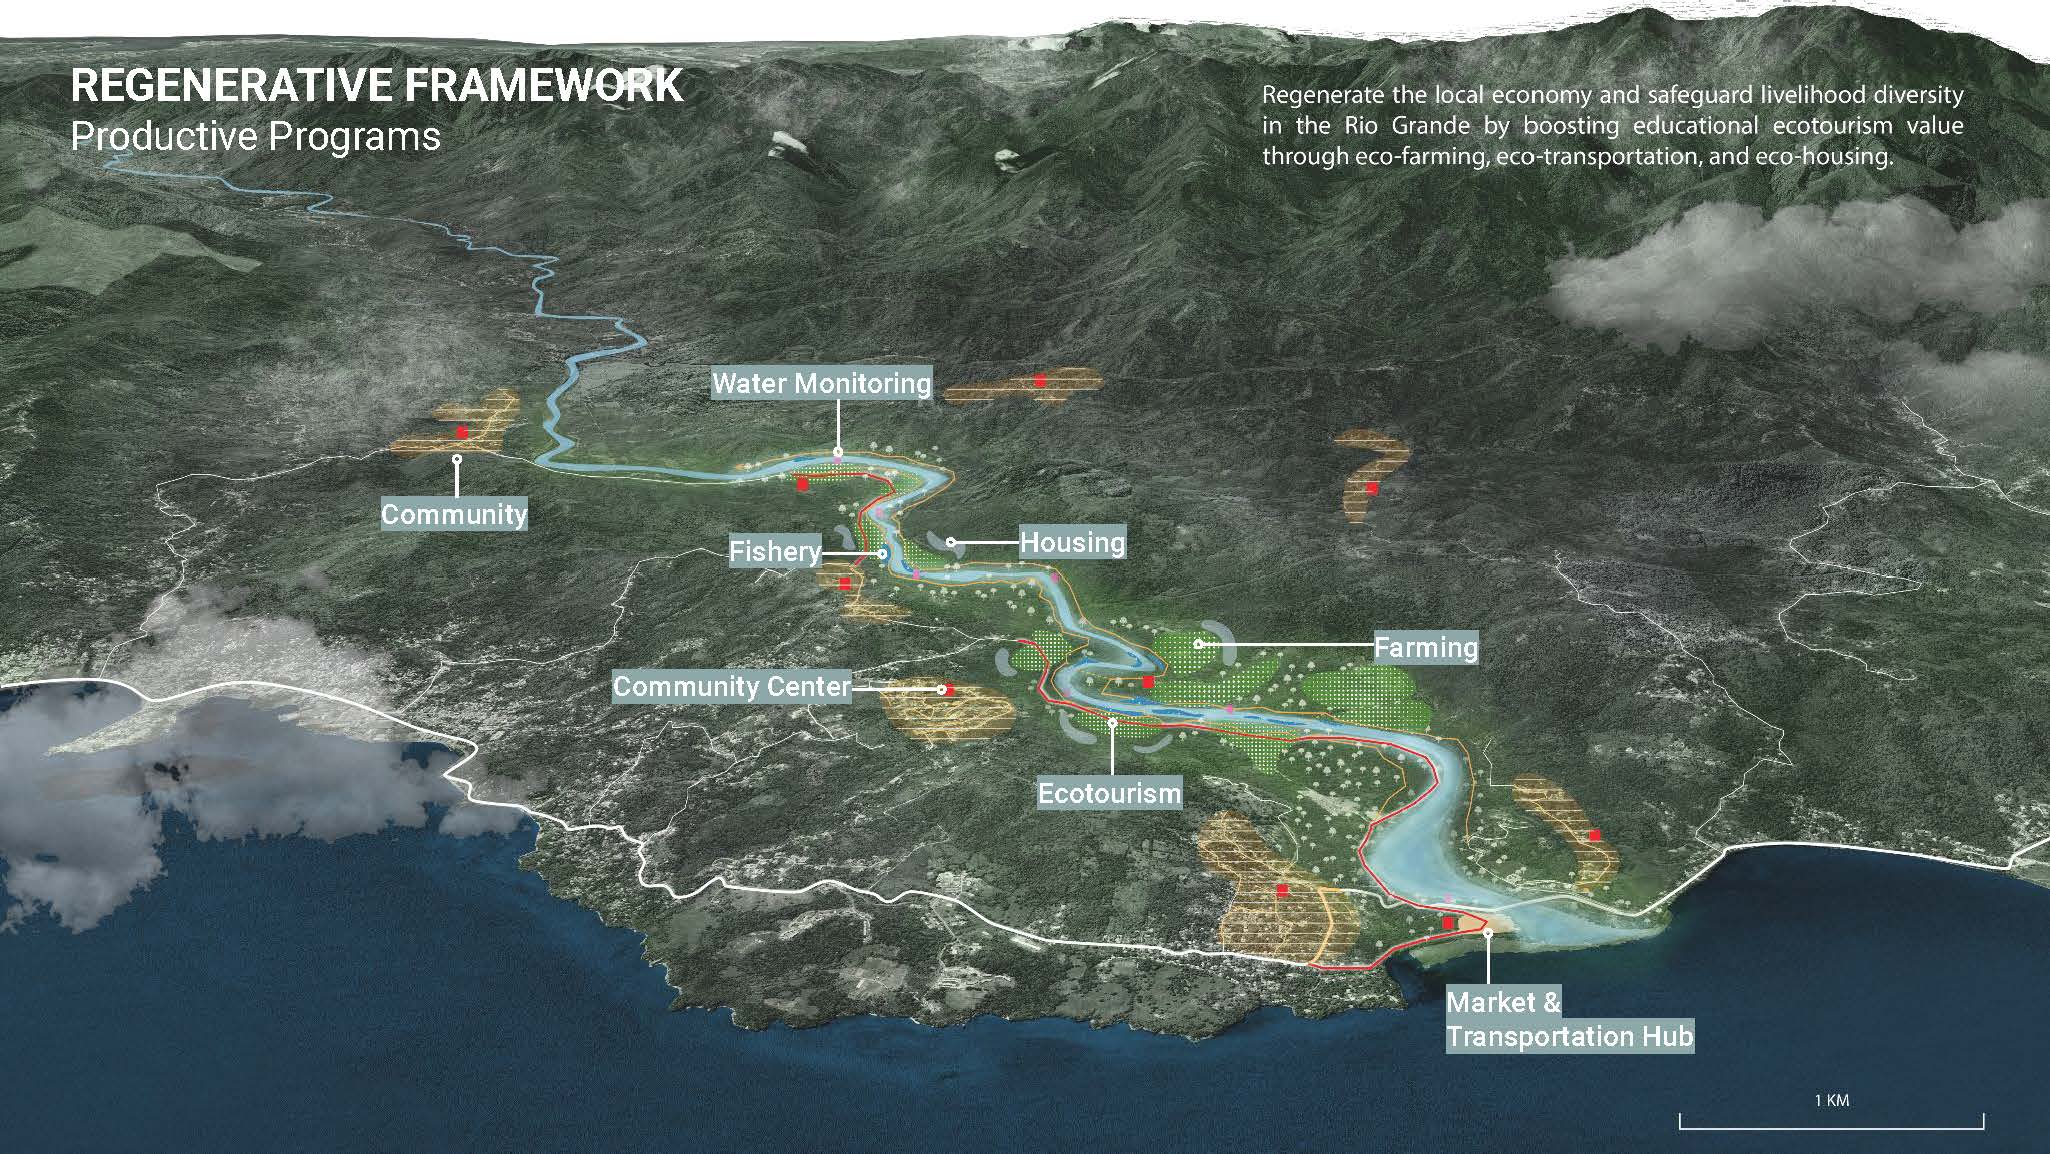 REGENERATIVE FRAMEWORK
Productive Programs
Regenerate the local economy and safeguard livelihood diversity
in the Rio Grande by boosting educational ecotourism value
through eco-farming, eco-transportation, and eco-housing.
Water Monitoring
Community
Fishery
Housing
Farming
Community Center
Ecotourism
Market &
Transportation Hub
1 KM